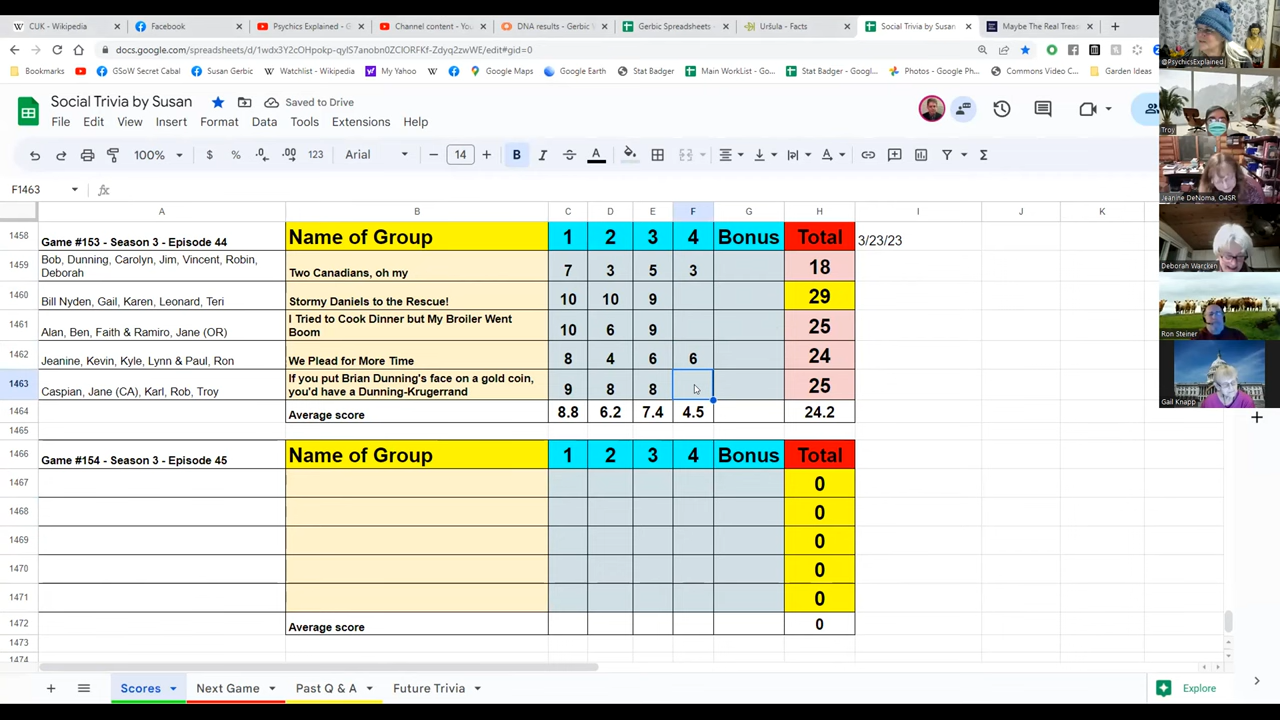 CUK - Wikipedia
Facebook
Psychics Explained - G
Channel content - You
DNA results - Gerbic W
Gerbic Spreadsheets
Uršula - Facts
Social Trivia by Susan
Maybe The Real Treas
docs.google.com/spreadsheets/d/1wdx3Y2cOHpokp-qyIS7anobn0ZCIORFKf-Zdyq2zwWE/edit#gid=0
Bookmarks
GSoW Secret Cabal
Susan Gerbic
Watchlist - Wikipedia
My Yahoo
Google Maps
Google Earth
Stat Badger
Main WorkList - Go...
Stat Badger - Googl...
Photos - Google Ph...
Commons Video C...
Garden Ideas
Social Trivia by Susan
Saved to Drive
File Edit View Insert Format Data Tools Extensions Help
100% $ % .0 .00 123 Arial 14 B I A
F1463 fx
A B C D E F G H I J K
1458 Game #153 - Season 3 - Episode 44 Name of Group 1 2 3 4 Bonus Total 3/23/23
1459 Bob, Dunning, Carolyn, Jim, Vincent, Robin,
Deborah Two Canadians, oh my 7 3 5 3 18
1460 Bill Nyden, Gail, Karen, Leonard, Teri Stormy Daniels to the Rescue! 10 10 9 29
1461 Alan, Ben, Faith & Ramiro, Jane (OR) I Tried to Cook Dinner but My Broiler Went
Boom 10 6 9 25
1462 Jeanine, Kevin, Kyle, Lynn & Paul, Ron We Plead for More Time 8 4 6 6 24
1463 Caspian, Jane (CA), Karl, Rob, Troy If you put Brian Dunning's face on a gold coin,
you'd have a Dunning-Krugerrand 9 8 8 25
1464 Average score 8.8 6.2 7.4 4.5 24.2
1465
1466 Game #154 - Season 3 - Episode 45 Name of Group 1 2 3 4 Bonus Total
1467 0
1468 0
1469 0
1470 0
1471 0
1472 Average score 0
1473
1474
Scores
Next Game
Past Q & A
Future Trivia
Explore
@PsychicsExplained
Troy
Jeanine DeNoma, O4SR
Deborah Warcken
Ron Steiner
Gail Knapp